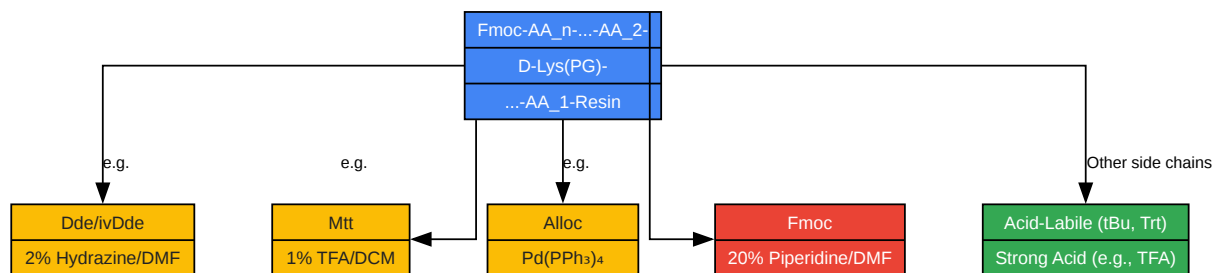 Fmoc-AA_n-...-AA_2-
D-Lys(PG)-
...-AA_1-Resin
e.g.
e.g.
e.g.
Other side chains
Dde/ivDde
2% Hydrazine/DMF
Mtt
1% TFA/DCM
Alloc
Pd(PPh₃)₄
Fmoc
20% Piperidine/DMF
Acid-Labile (tBu, Trt)
Strong Acid (e.g., TFA)